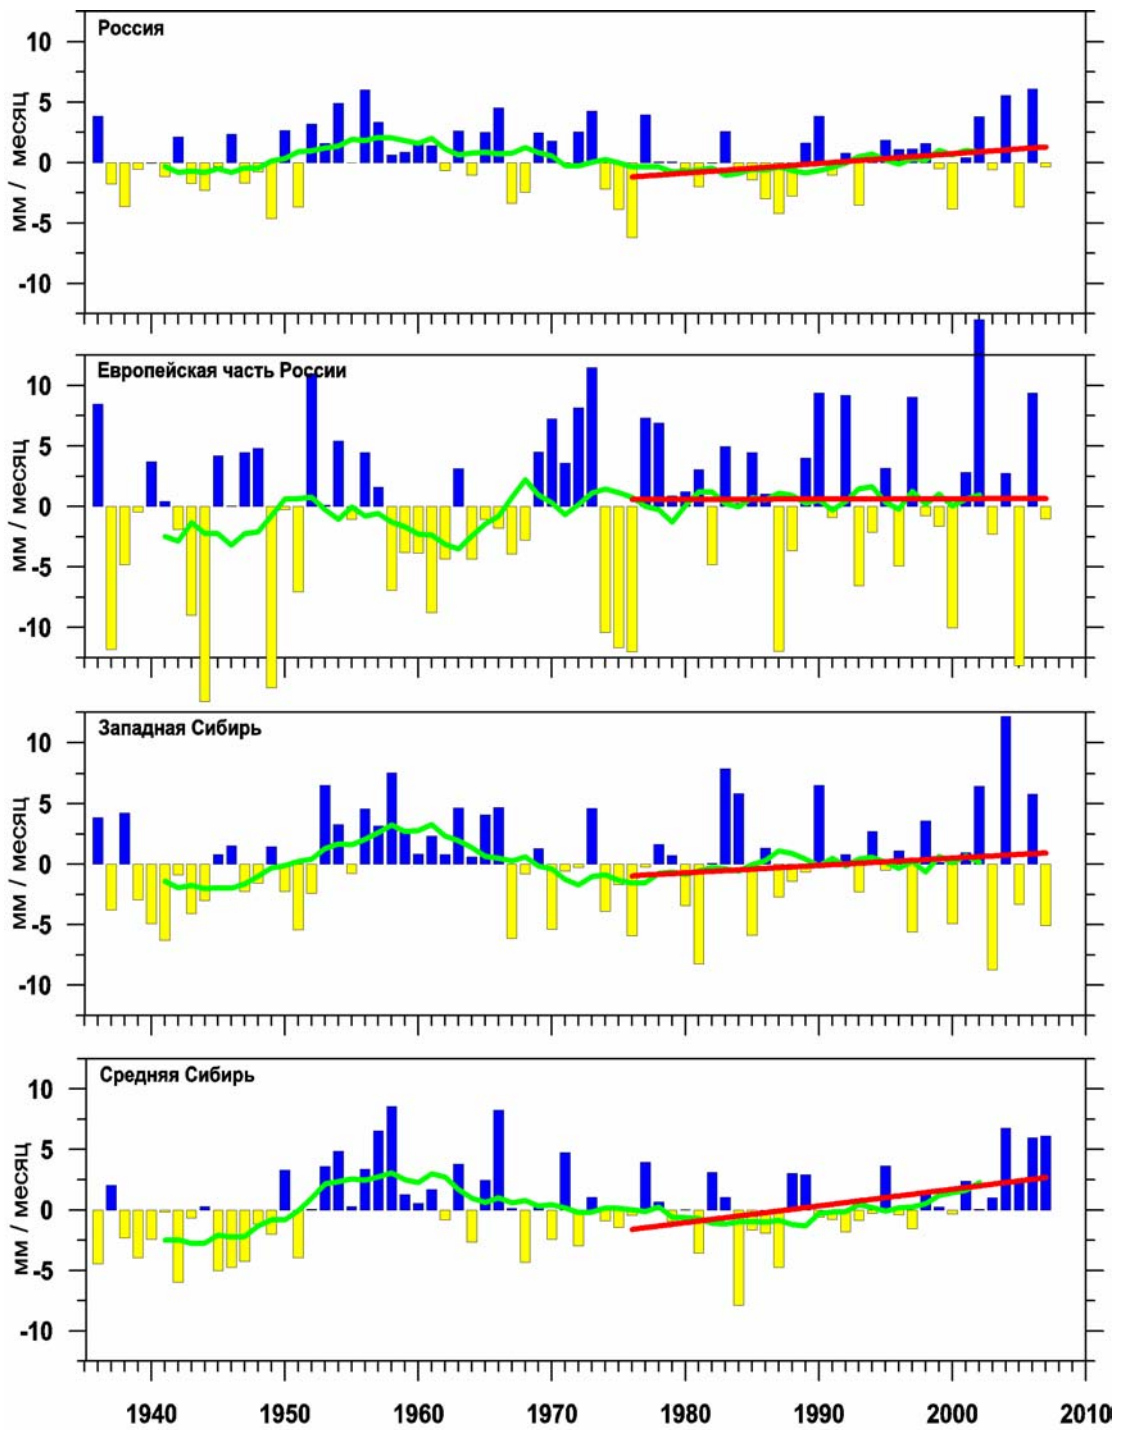 Россия
10
5
0
-5
-10
мм / месяц
Европейская часть России
10
5
0
-5
-10
мм / месяц
Западная Сибирь
10
5
0
-5
-10
мм / месяц
Средняя Сибирь
10
5
0
-5
-10
мм / месяц
1940 1950 1960 1970 1980 1990 2000 2010